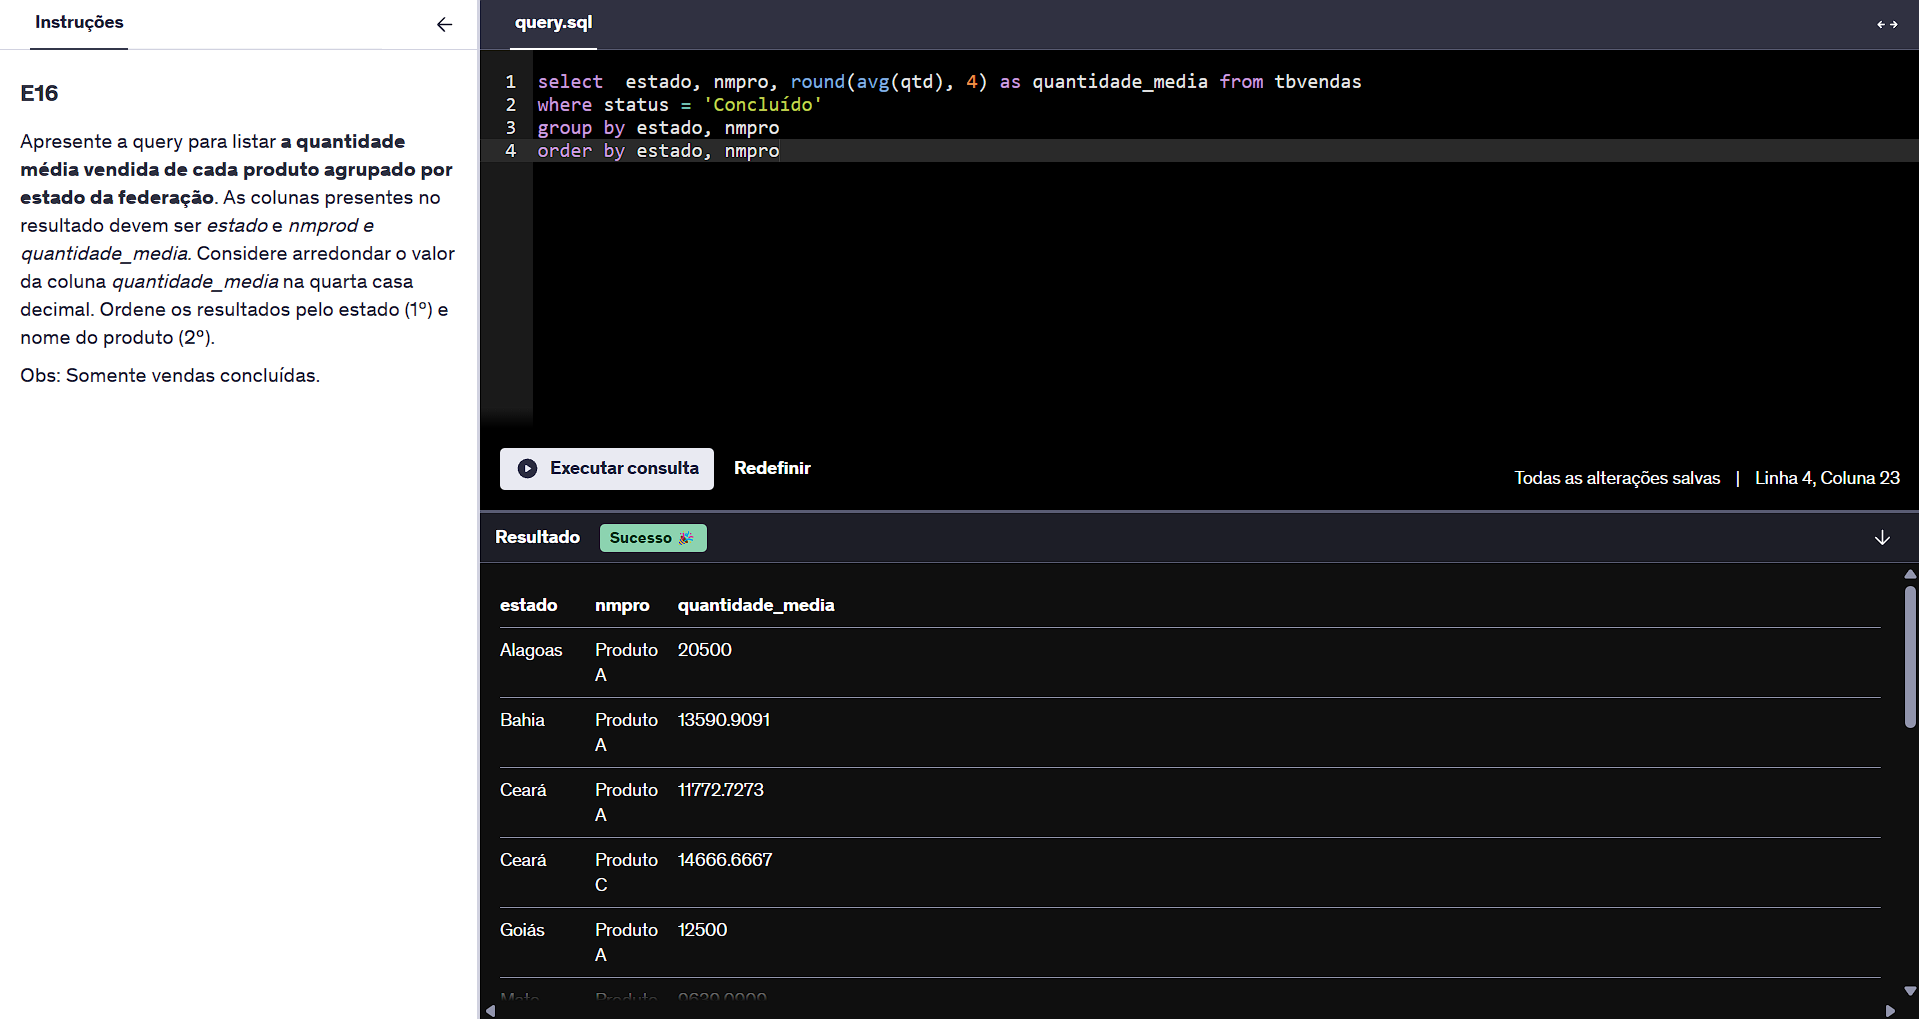 Instruções
E16
Apresente a query para listar a quantidade
média vendida de cada produto agrupado por
estado da federação. As colunas presentes no
resultado devem ser estado e nmprod e
quantidade_media. Considere arredondar o valor
da coluna quantidade_media na quarta casa
decimal. Ordene os resultados pelo estado (1º) e
nome do produto (2º).
Obs: Somente vendas concluídas.
query.sql
1 select  estado, nmpro, round(avg(qtd), 4) as quantidade_media from tbvendas
2 where status = 'Concluído'
3 group by estado, nmpro
4 order by estado, nmpro
Executar consulta Redefinir
Todas as alterações salvas | Linha 4, Coluna 23
Resultado Sucesso 🎉
estado nmpro quantidade_media
Alagoas Produto 20500
A
Bahia Produto 13590.9091
A
Ceará Produto 11772.7273
A
Ceará Produto 14666.6667
C
Goiás Produto 12500
A
Mato Produto